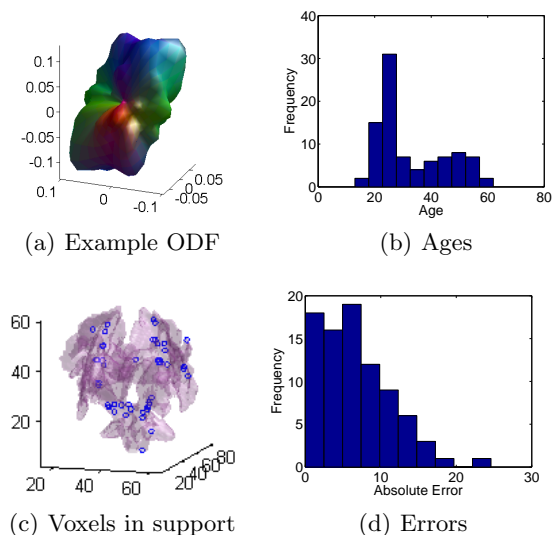 0.15
0.1
0.05
0
-0.05
-0.1
0.1
0
-0.1
-0.05
0.05
(a) Example ODF
Frequency
40
30
20
10
0
0 20 40 60 80
Age
(b) Ages
60
40
20
20 40 60
20 40 60 80
(c) Voxels in support
Frequency
20
15
10
5
0
0 10 20 30
Absolute Error
(d) Errors